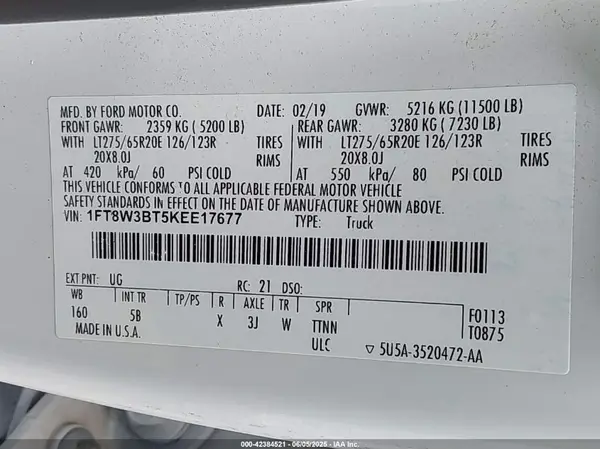 MFD. BY FORD MOTOR CO. DATE: 02/19 GVWR: 5216 KG (11500 LB)
FRONT GAWR: 2359 KG ( 5200 LB) REAR GAWR: 3280 KG ( 7230 LB)
WITH LT275/65R20E 126/123R TIRES WITH LT275/65R20E 126/123R TIRES
20X8.0J RIMS 20X8.0J RIMS
AT 420 kPa/ 60 PSI COLD AT 550 kPa/ 80 PSI COLD
THIS VEHICLE CONFORMS TO ALL APPLICABLE FEDERAL MOTOR VEHICLE
SAFETY STANDARDS IN EFFECT ON THE DATE OF MANUFACTURE SHOWN ABOVE.
VIN: 1FT8W3BT5KEE17677 TYPE: Truck
EXT PNT: UG RC: 21 DSO:
WB INT TR TP/PS R AXLE TR SPR
160 5B X 3J W TTNN F0113
ULC T0875
MADE IN U.S.A. ▽ 5U5A-3520472-AA
000-42384521 - 06/05/2025 - IAA Inc.